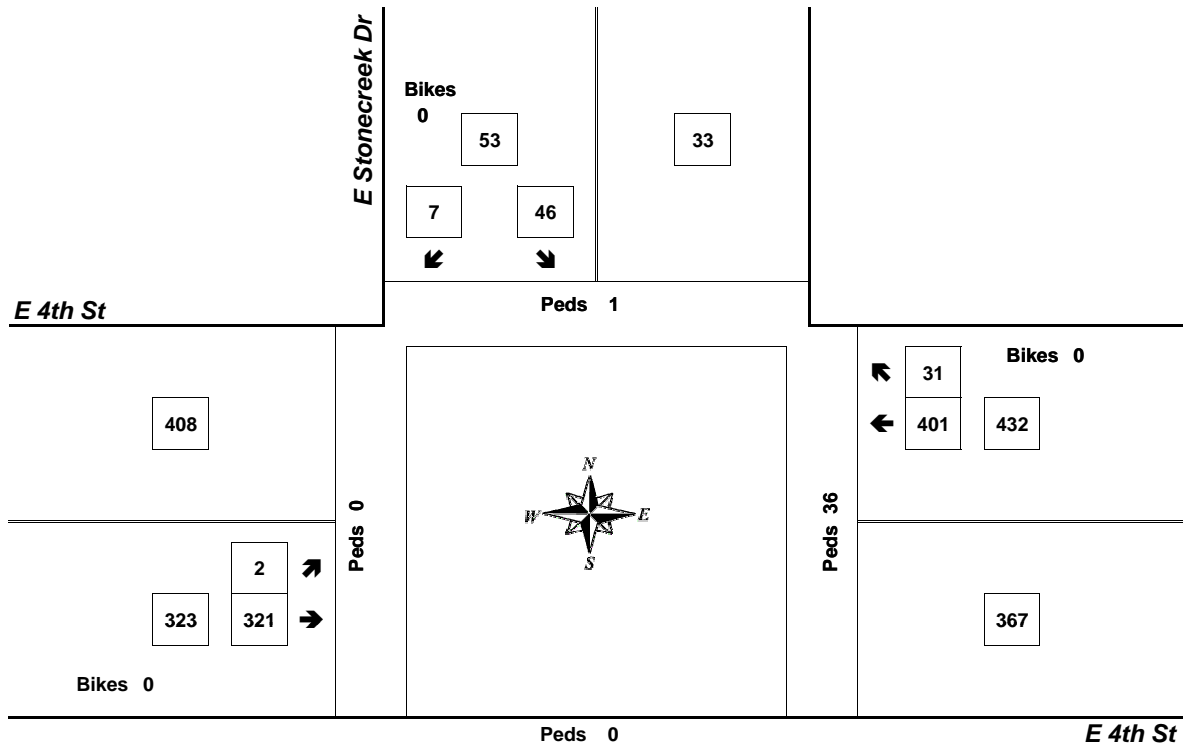 E Stonecreek Dr
Bikes
0
53
33
7
46
Peds 1
E 4th St
31
Bikes 0
408
401
432
N
W
E
S
Peds 0
Peds 36
2
323
321
367
Bikes 0
Peds 0
E 4th St